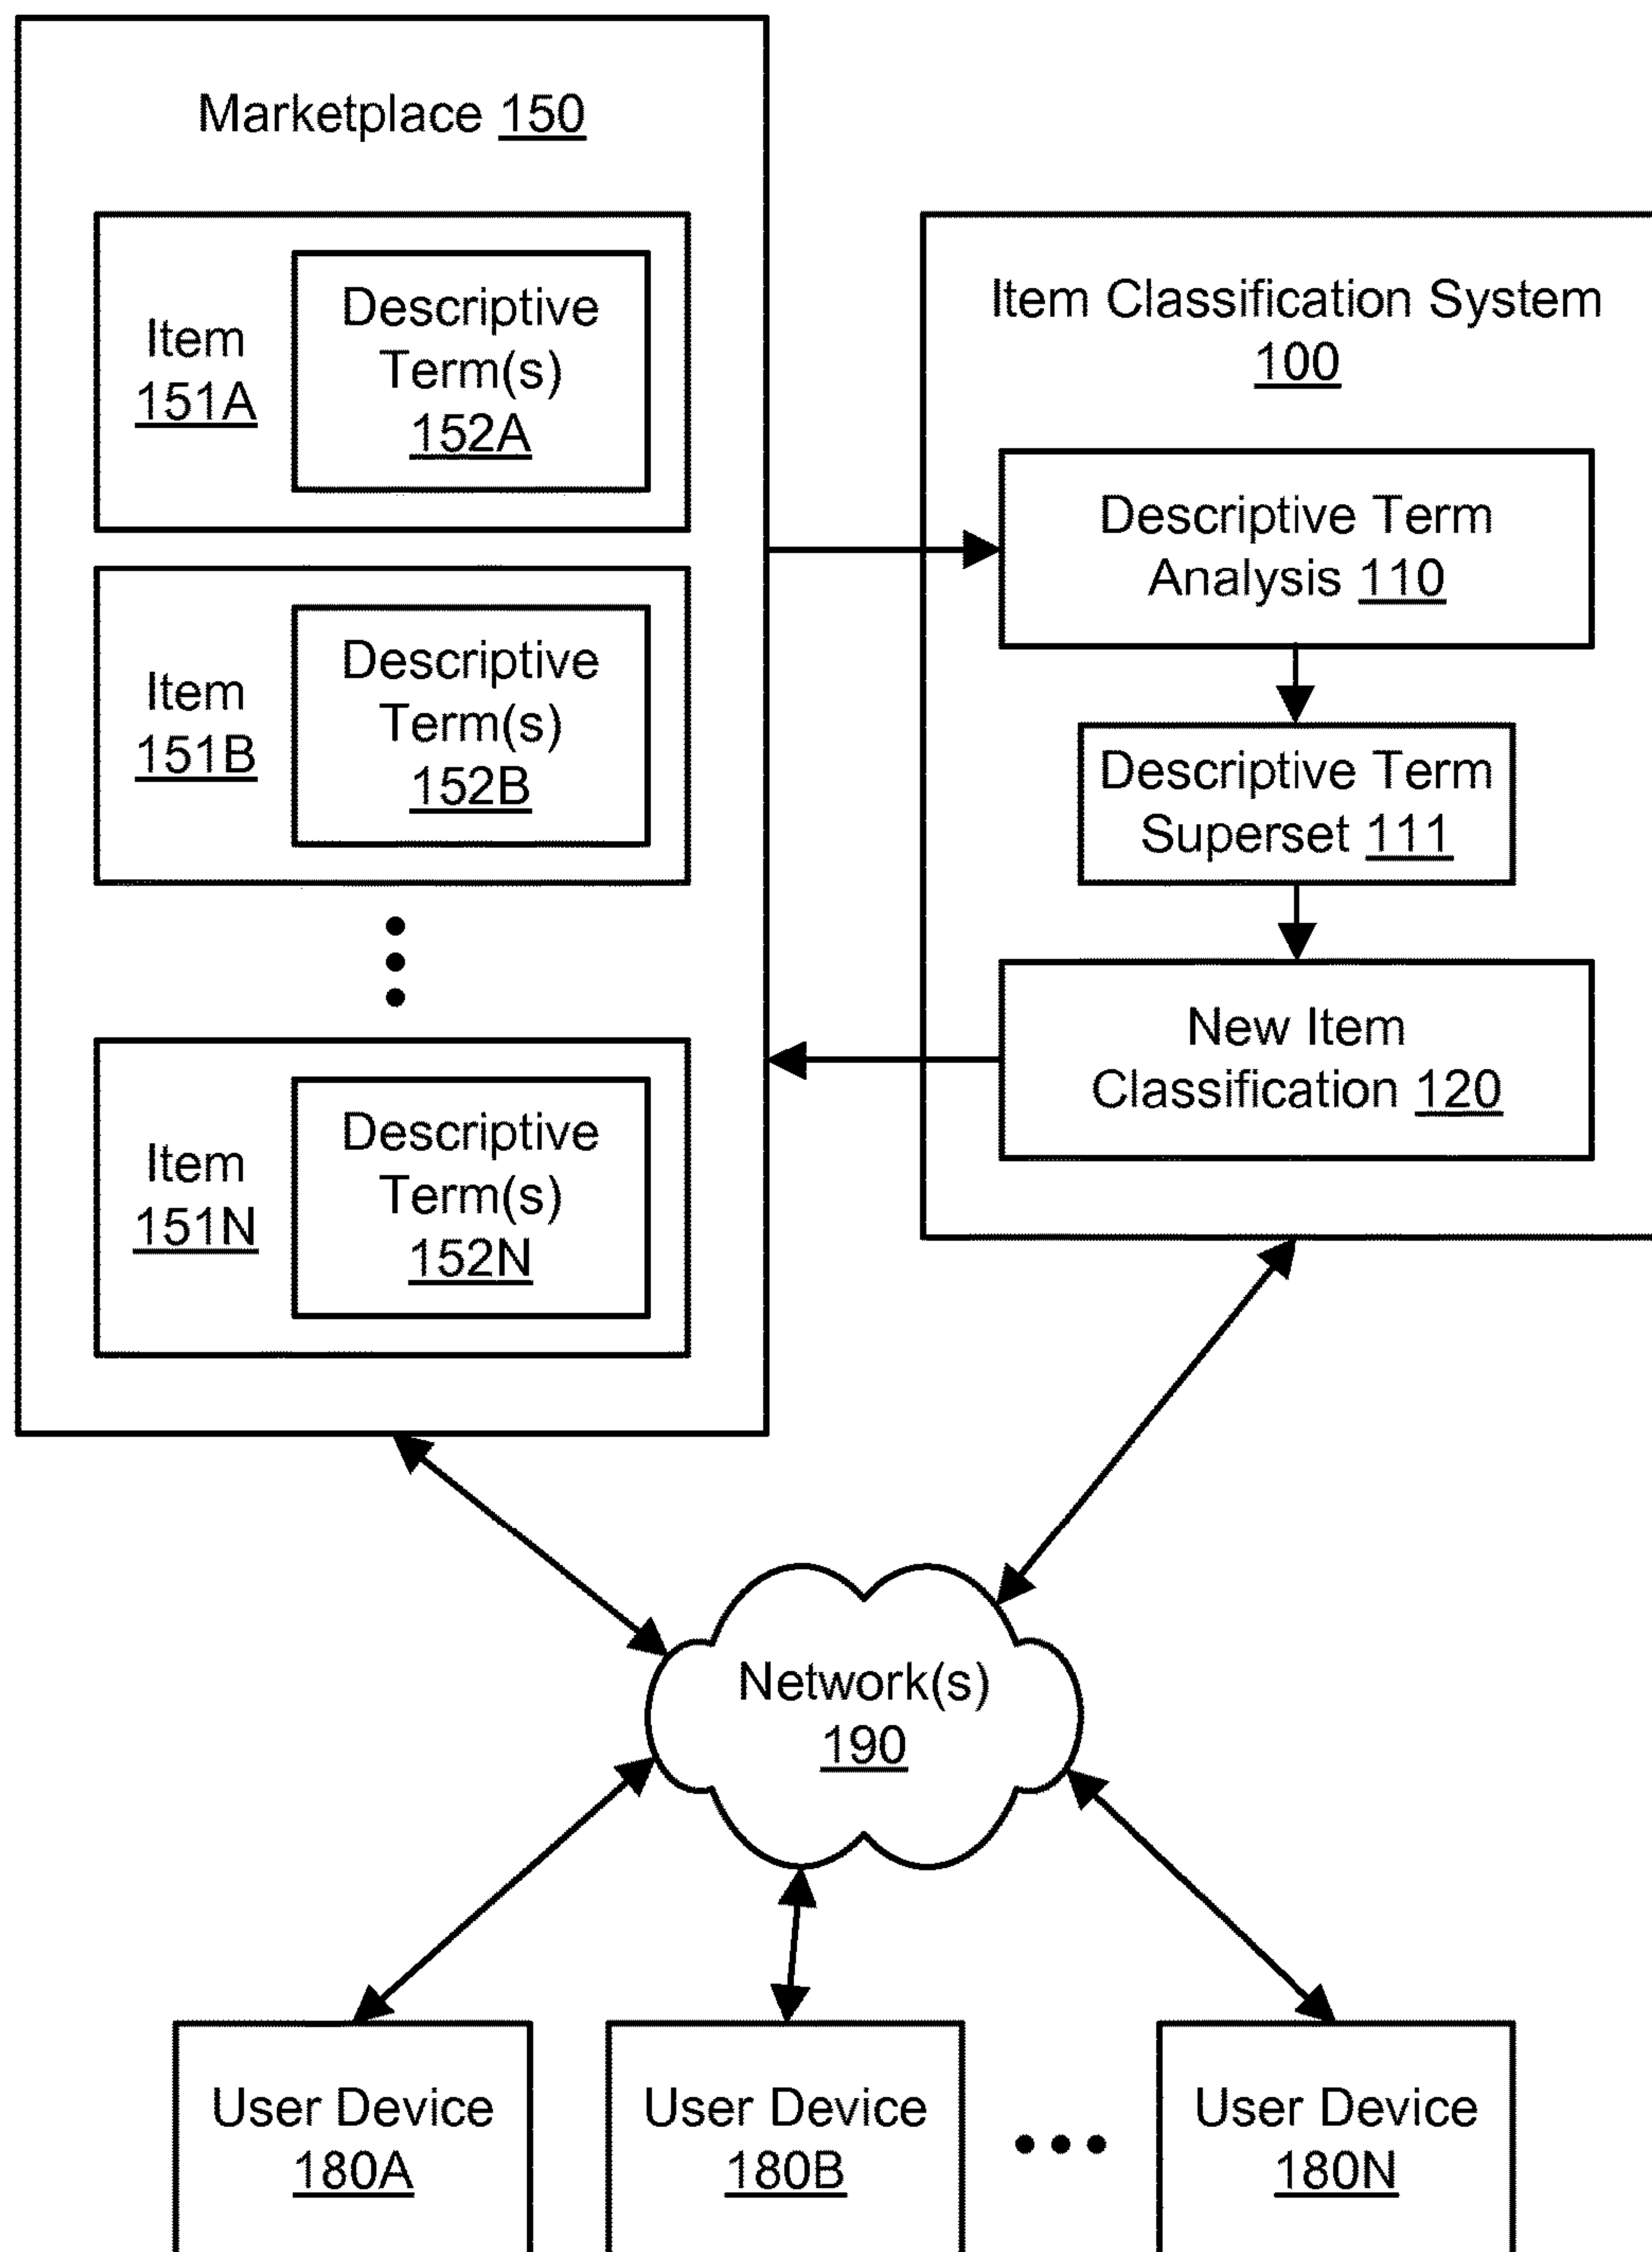 Marketplace 150
Item
151A
Descriptive
Term(s)
152A
Item
151B
Descriptive
Term(s)
152B
Item
151N
Descriptive
Term(s)
152N
Item Classification System
100
Descriptive Term
Analysis 110
Descriptive Term
Superset 111
New Item
Classification 120
Network(s)
190
User Device
180A
User Device
180B
User Device
180N